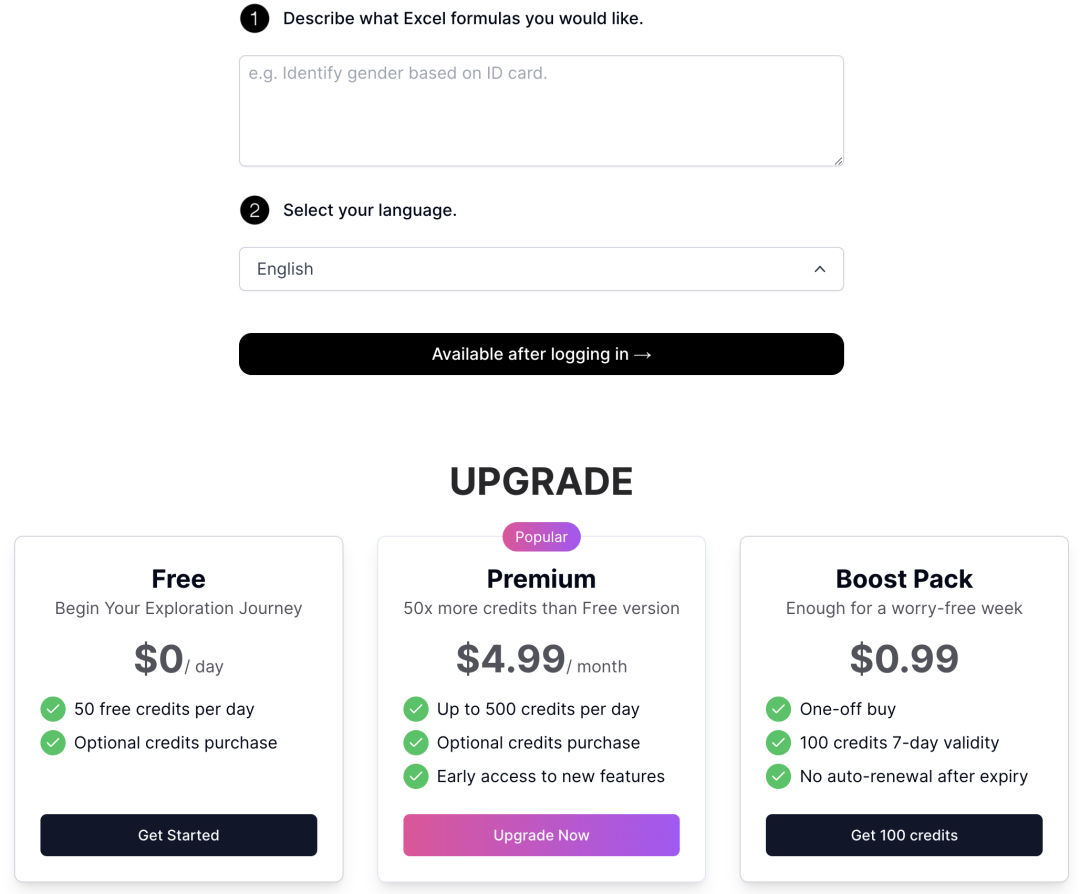 1 Describe what Excel formulas you would like.
e.g. Identify gender based on ID card.
2 Select your language.
English
Available after logging in →
UPGRADE
Free
Begin Your Exploration Journey
$0/ day
50 free credits per day
Optional credits purchase
Get Started
Popular
Premium
50x more credits than Free version
$4.99/ month
Up to 500 credits per day
Optional credits purchase
Early access to new features
Upgrade Now
Boost Pack
Enough for a worry-free week
$0.99
One-off buy
100 credits 7-day validity
No auto-renewal after expiry
Get 100 credits